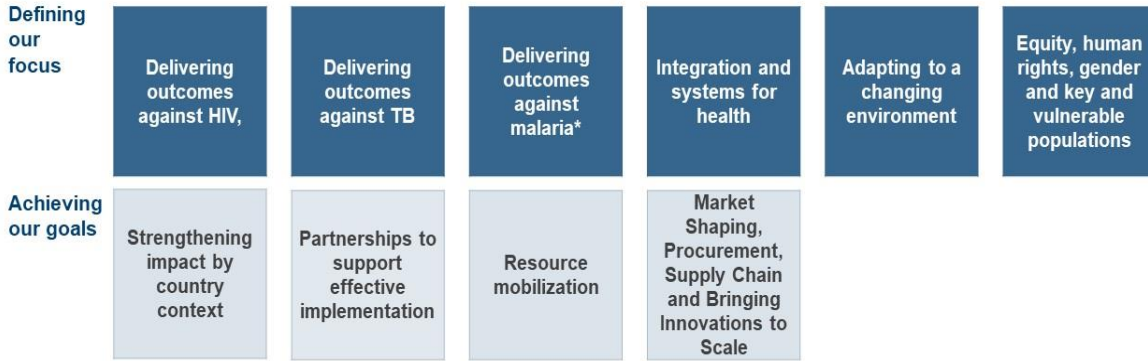 Defining
our
focus
Delivering
outcomes
against HIV,
Delivering
outcomes
against TB
Delivering
outcomes
against
malaria*
Integration and
systems for
health
Adapting to a
changing
environment
Equity, human
rights, gender
and key and
vulnerable
populations
Achieving
our goals
Strengthening
impact by
country
context
Partnerships to
support
effective
implementation
Resource
mobilization
Market
Shaping,
Procurement,
Supply Chain
and Bringing
Innovations to
Scale